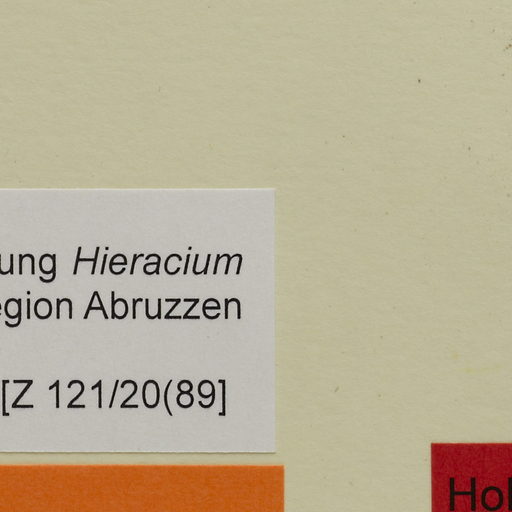 ung Hieracium
egion Abruzzen
[Z 121/20(89]
Hol